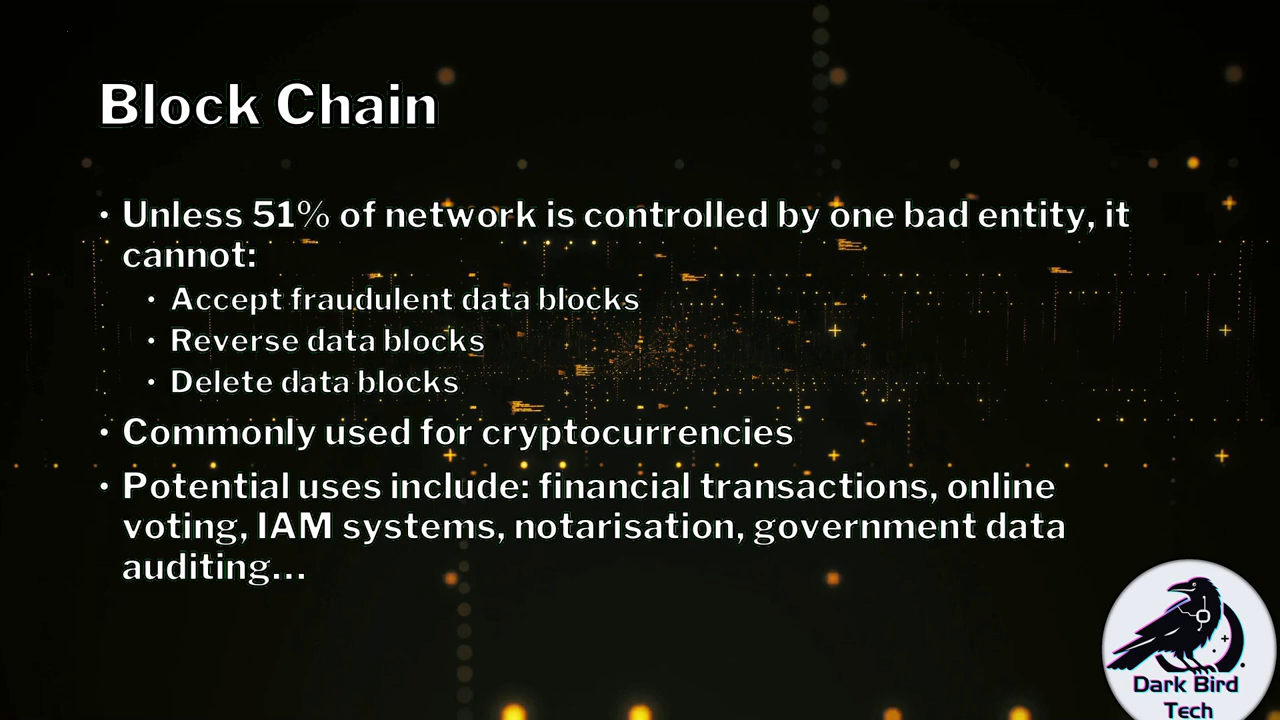 Block Chain
• Unless 51% of network is controlled by one bad entity, it
cannot:
• Accept fraudulent data blocks
• Reverse data blocks
• Delete data blocks
• Commonly used for cryptocurrencies
• Potential uses include: financial transactions, online
voting, IAM systems, notarisation, government data
auditing...
Dark Bird
Tech